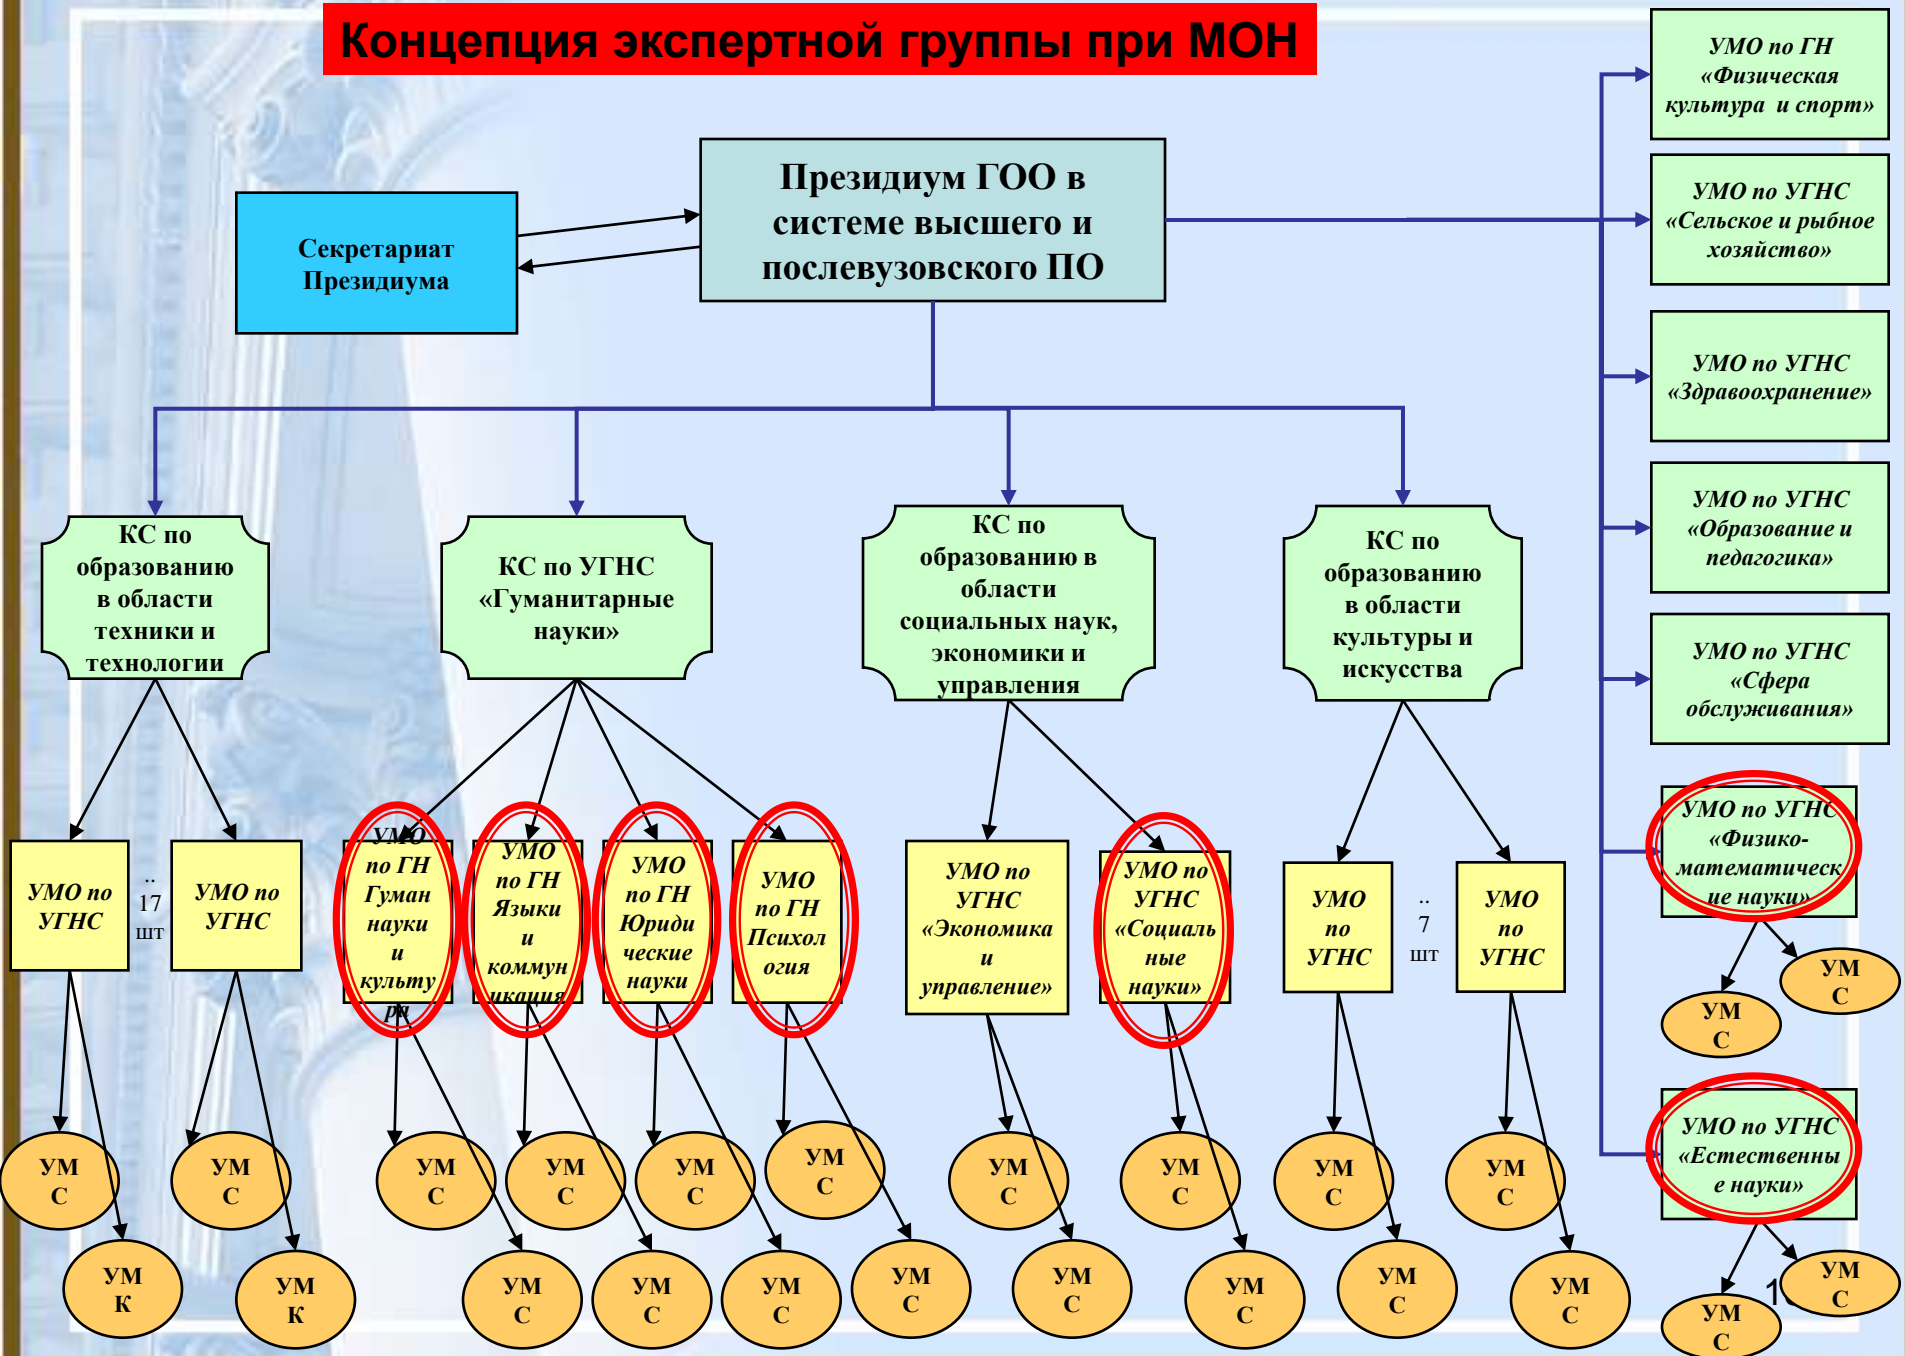 Концепция экспертной группы при МОН
УМО по ГН
«Физическая
культура и спорт»
Президиум ГОО в
системе высшего и
послевузовского ПО
Секретариат
Президиума
УМО по УГНС
«Сельское и рыбное
хозяйство»
УМО по УГНС
«Здравоохранение»
УМО по УГНС
«Образование и
педагогика»
УМО по УГНС
«Сфера
обслуживания»
КС по
образованию
в области
техники и
технологии
КС по УГНС
«Гуманитарные
науки»
КС по
образованию в
области
социальных наук,
экономики и
управления
КС по
образованию
в области
культуры и
искусства
УМО по УГНС
«Физико-
математическ
ие науки»
УМО по
УГНС
..
17
шт
УМО по
УГНС
УМО
по ГН
Гуман
науки
и
культу
ра
УМО
по ГН
Языки
и
коммун
икация
УМО
по ГН
Юриди
ческие
науки
УМО
по ГН
Психол
огия
УМО по
УГНС
«Экономика
и
управление»
УМО по
УГНС
«Социаль
ные
науки»
УМО
по
УГНС
..
7
шт
УМО
по
УГНС
УМ
С
УМ
С
УМО по УГНС
«Естественны
е науки»
УМ
С
УМ
С
УМ
С
УМ
С
УМ
С
УМ
С
УМ
С
УМ
С
УМ
С
УМ
С
УМ
К
УМ
К
УМ
С
УМ
С
УМ
С
УМ
С
УМ
С
УМ
С
УМ
С
УМ
С
УМ
С
УМ
С